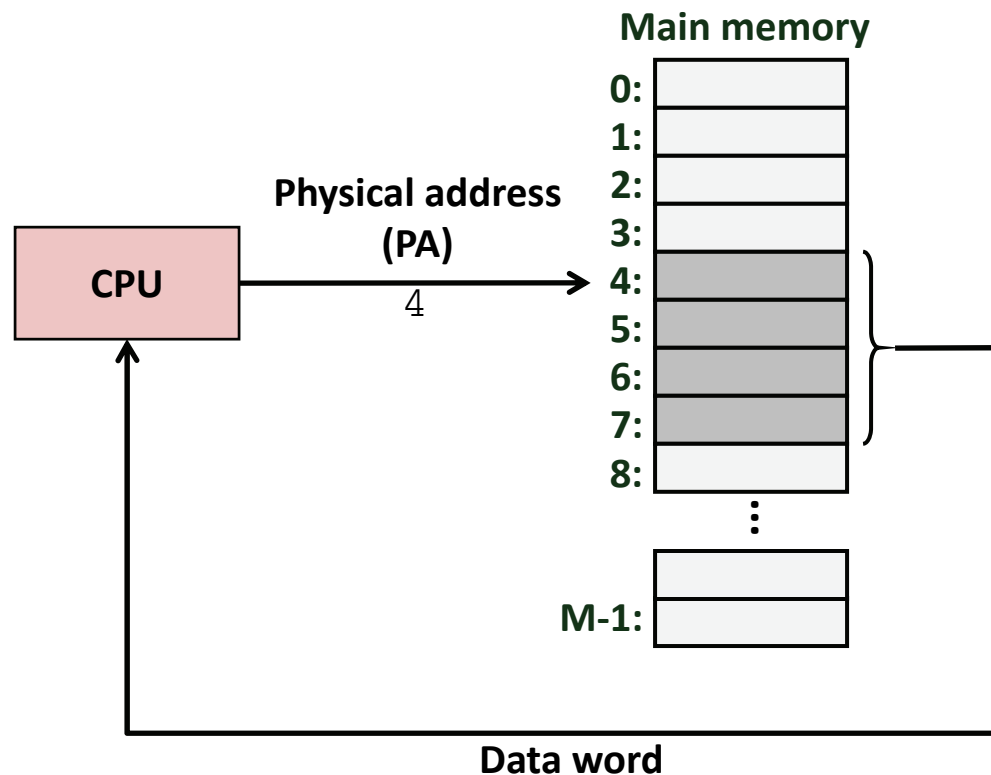 Main memory
0:
1:
2:
Physical address
(PA)
3:
CPU
4
4:
5:
6:
7:
8:
⋮
M-1:
Data word